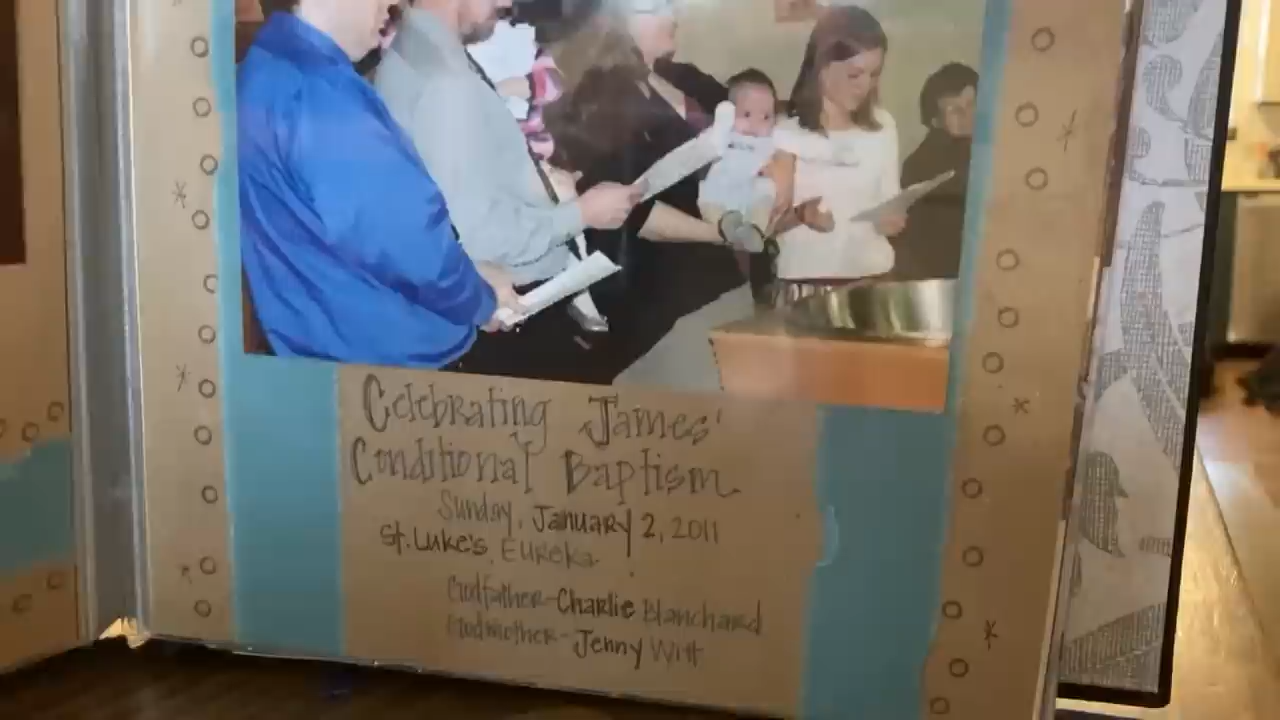 Celebrating James'
Conditional Baptism
Sunday, January 2, 2011
St. Luke's, Eureka
Godfather-Charlie Blanchard
Godmother-Jenny Witt